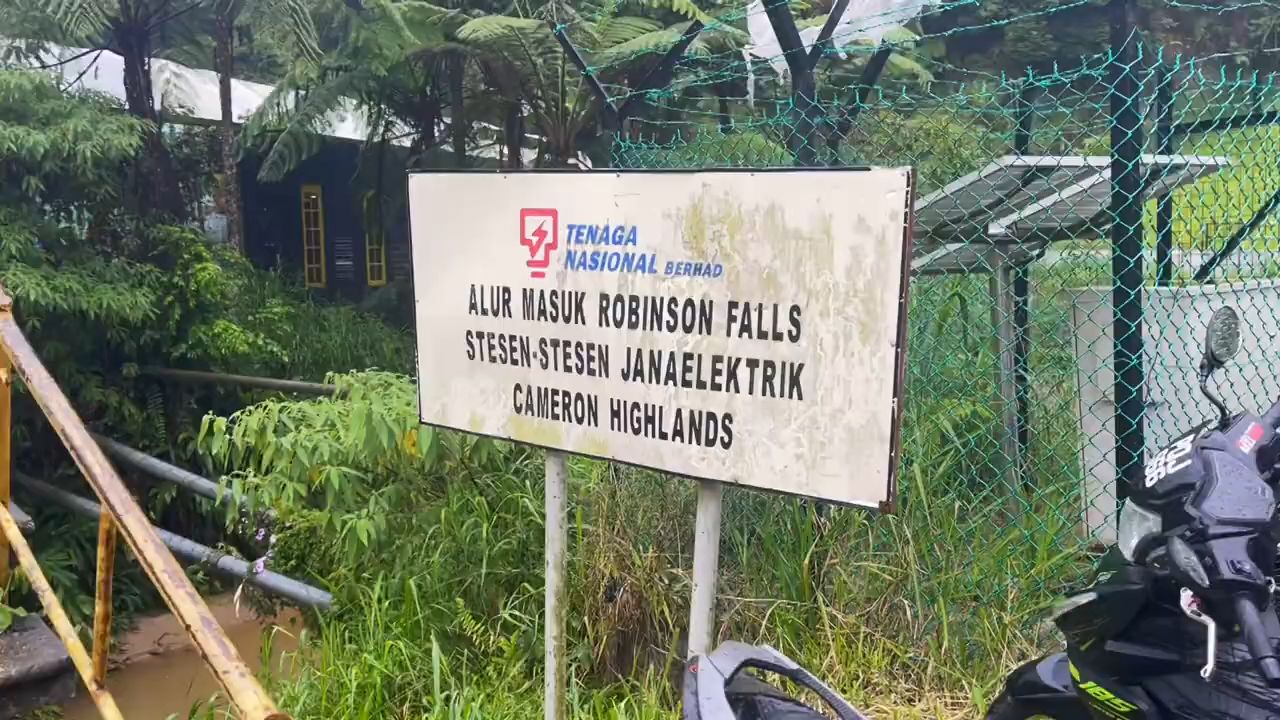 TENAGA
NASIONAL BERHAD
ALUR MASUK ROBINSON FALLS
STESEN-STESEN JANAELEKTRIK
CAMERON HIGHLANDS